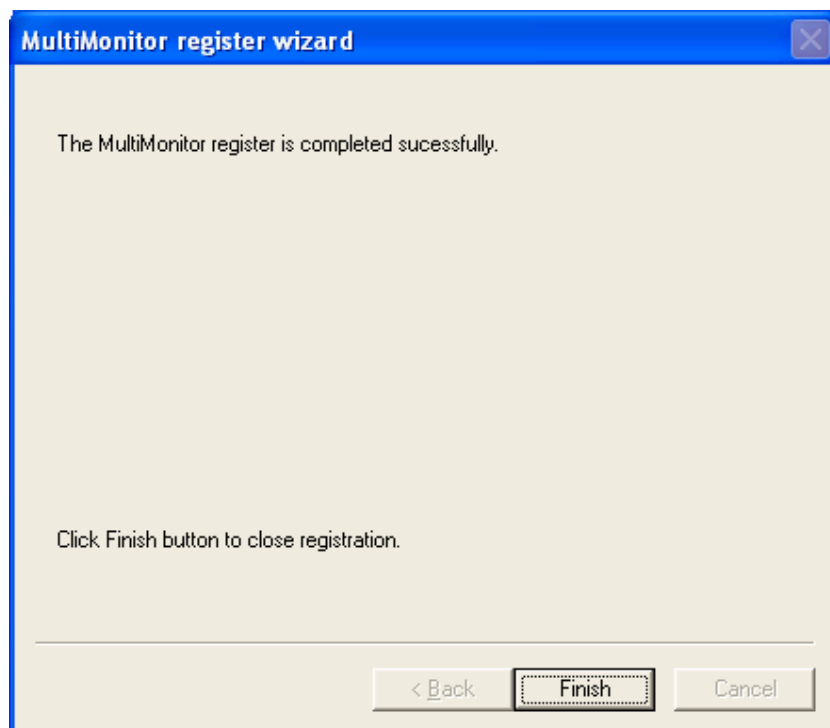 MultiMonitor register wizard
The MultiMonitor register is completed sucessfully.
Click Finish button to close registration.
< Back Finish Cancel